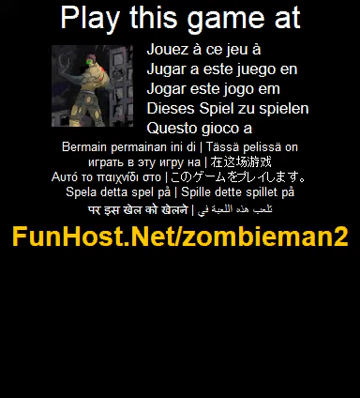 Play this game at
Jouez à ce jeu à
Jugar a este juego en
Jogar este jogo em
Dieses Spiel zu spielen
Questo gioco a
Bermain permainan ini di | Tässä pelissä on
играть в эту игру на | 在这场游戏
Αυτό το παιχνίδι στο | このゲームをプレイします。
Spela detta spel på | Spille dette spillet på
पर इस खेल को खेलने | تلعب هذه اللعبة في
FunHost.Net/zombieman2